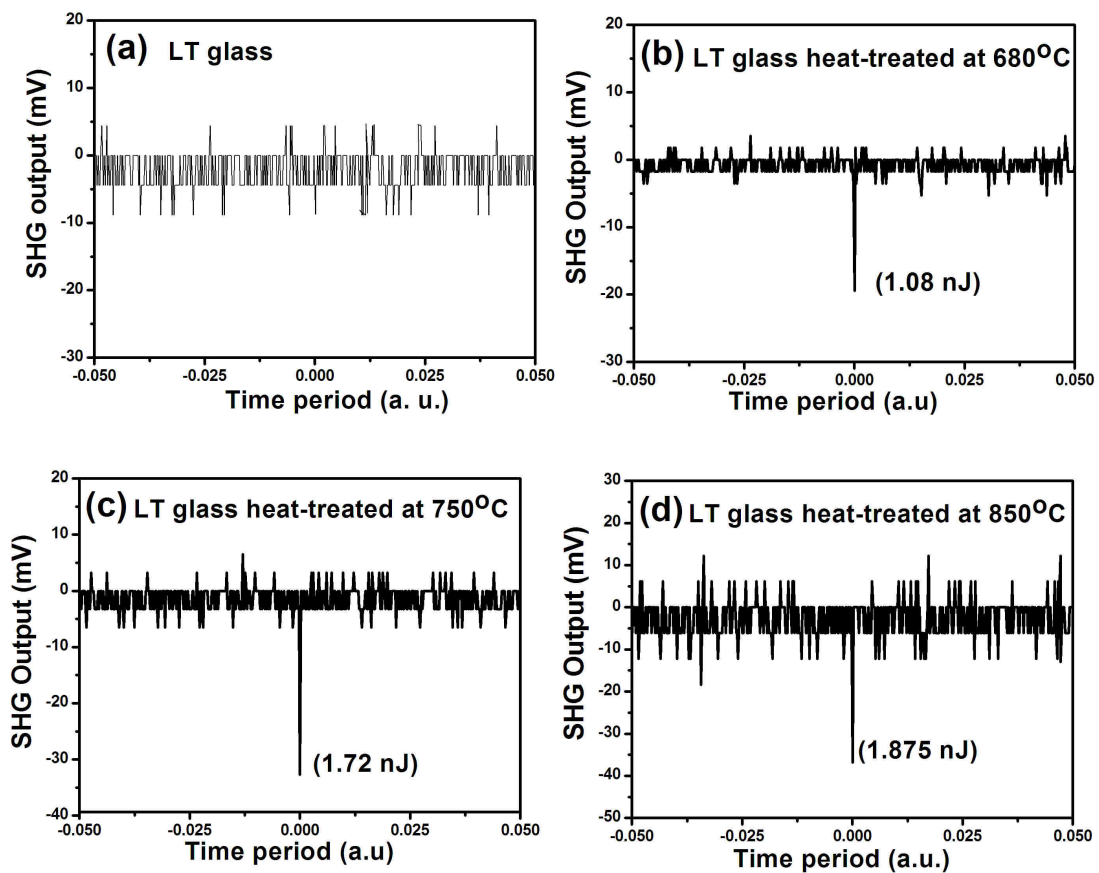 (a) LT glass
20
10
0
-10
-20
-30
SHG output (mV)
-0.050 -0.025 0.000 0.025 0.050
Time period (a. u.)
(b) LT glass heat-treated at 680°C
20
10
0
-10
-20
-30
SHG Output (mV)
(1.08 nJ)
-0.050 -0.025 0.000 0.025 0.050
Time period (a.u)
(c) LT glass heat-treated at 750°C
20
10
0
-10
-20
-30
-40
SHG Output (mV)
(1.72 nJ)
-0.050 -0.025 0.000 0.025 0.050
Time period (a.u)
(d) LT glass heat-treated at 850°C
30
20
10
0
-10
-20
-30
-40
-50
SHG Output (mV)
(1.875 nJ)
-0.050 -0.025 0.000 0.025 0.050
Time period (a.u.)